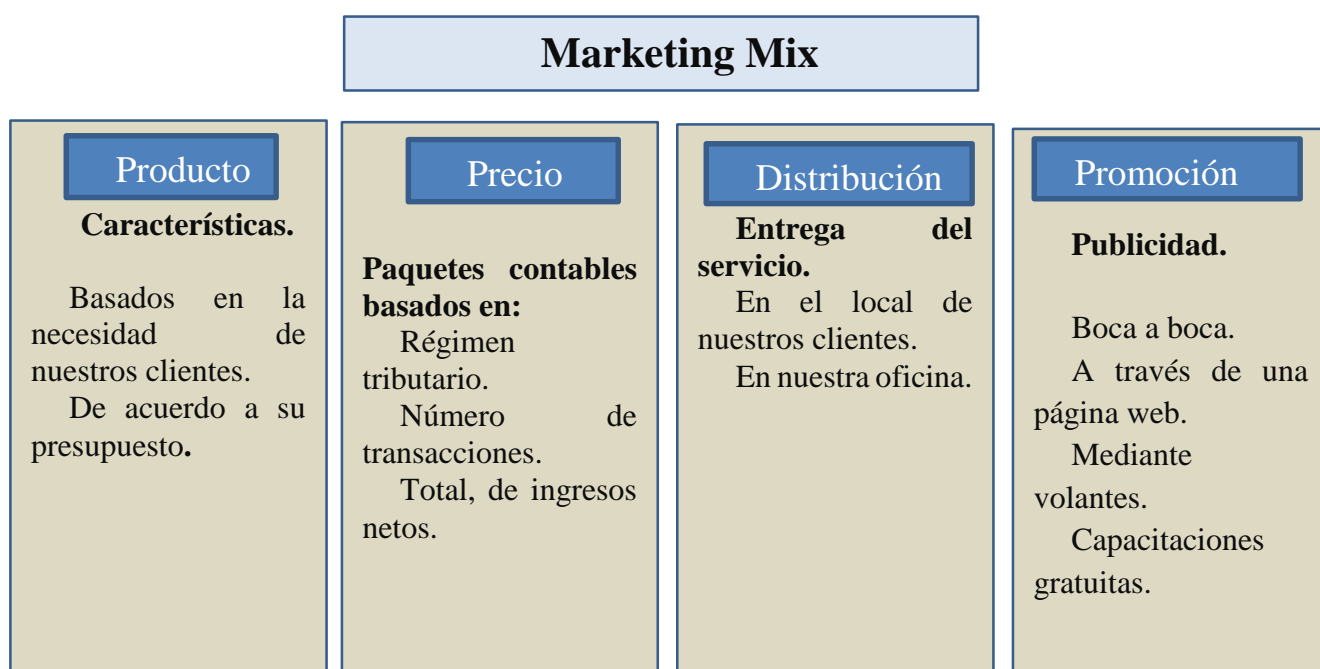 Marketing Mix
Producto
Características.
Basados en la
necesidad de
nuestros clientes.
De acuerdo a su
presupuesto.
Precio
Paquetes contables
basados en:
Régimen
tributario.
Número de
transacciones.
Total, de ingresos
netos.
Distribución
Entrega del
servicio.
En el local de
nuestros clientes.
En nuestra oficina.
Promoción
Publicidad.
Boca a boca.
A través de una
página web.
Mediante
volantes.
Capacitaciones
gratuitas.